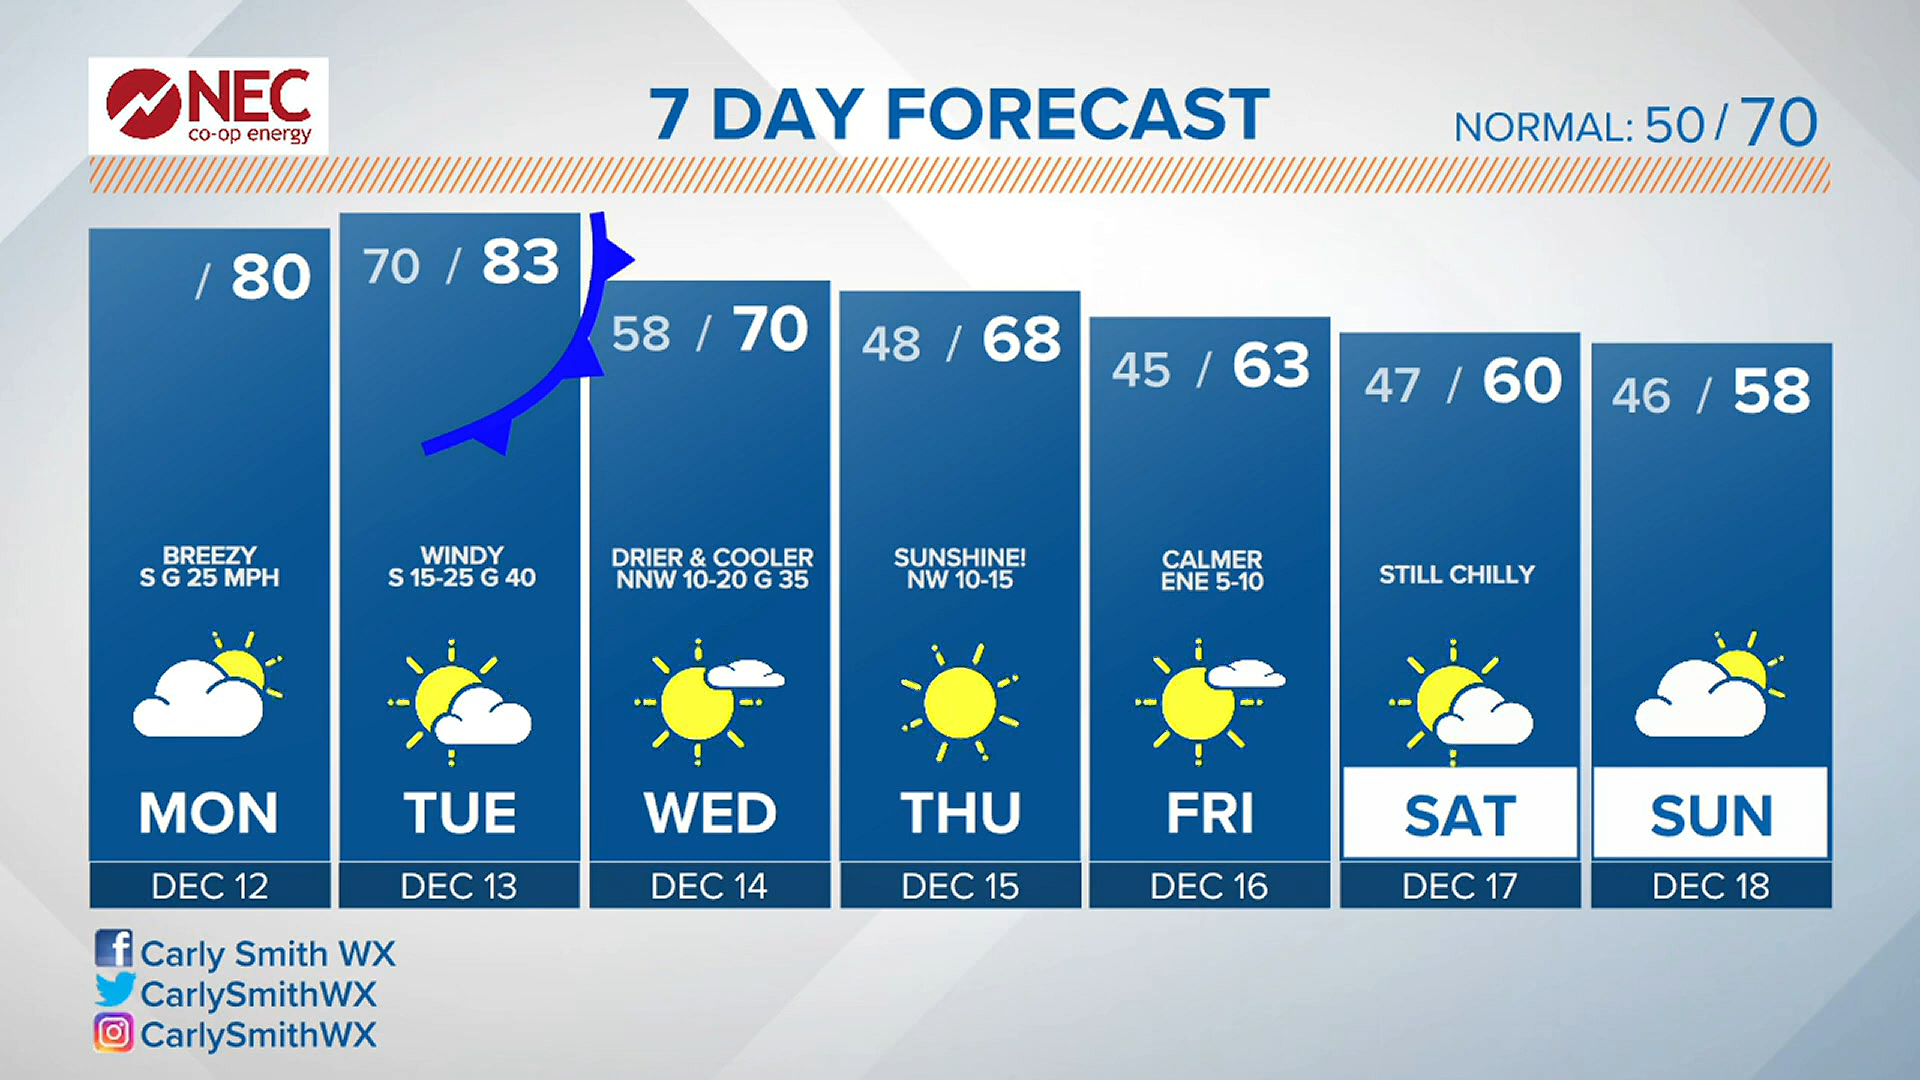 NEC
co-op energy
7 DAY FORECAST
NORMAL: 50 / 70
/ 80
70 / 83
58 / 70
48 / 68
45 / 63
47 / 60
46 / 58
BREEZY
S G 25 MPH
WINDY
S 15-25 G 40
DRIER & COOLER
NNW 10-20 G 35
SUNSHINE!
NW 10-15
CALMER
ENE 5-10
STILL CHILLY
MON
TUE
WED
THU
FRI
SAT
SUN
DEC 12
DEC 13
DEC 14
DEC 15
DEC 16
DEC 17
DEC 18
f
Carly Smith WX
CarlySmithWX
CarlySmithWX